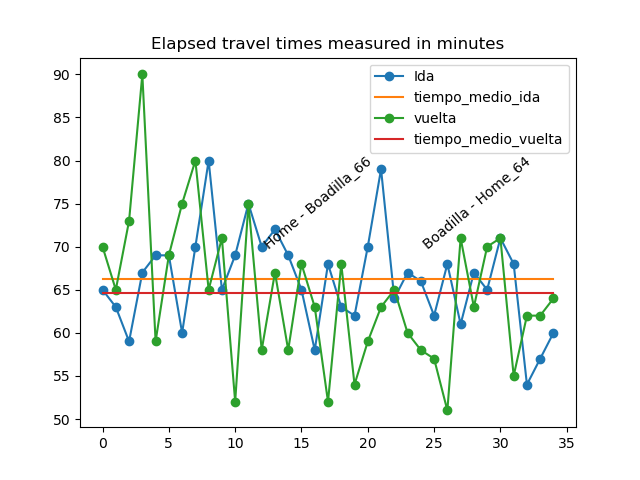 Elapsed travel times measured in minutes
Ida
tiempo_medio_ida
vuelta
tiempo_medio_vuelta
Home - Boadilla_66
Boadilla - Home_64
90
85
80
75
70
65
60
55
50
0 5 10 15 20 25 30 35